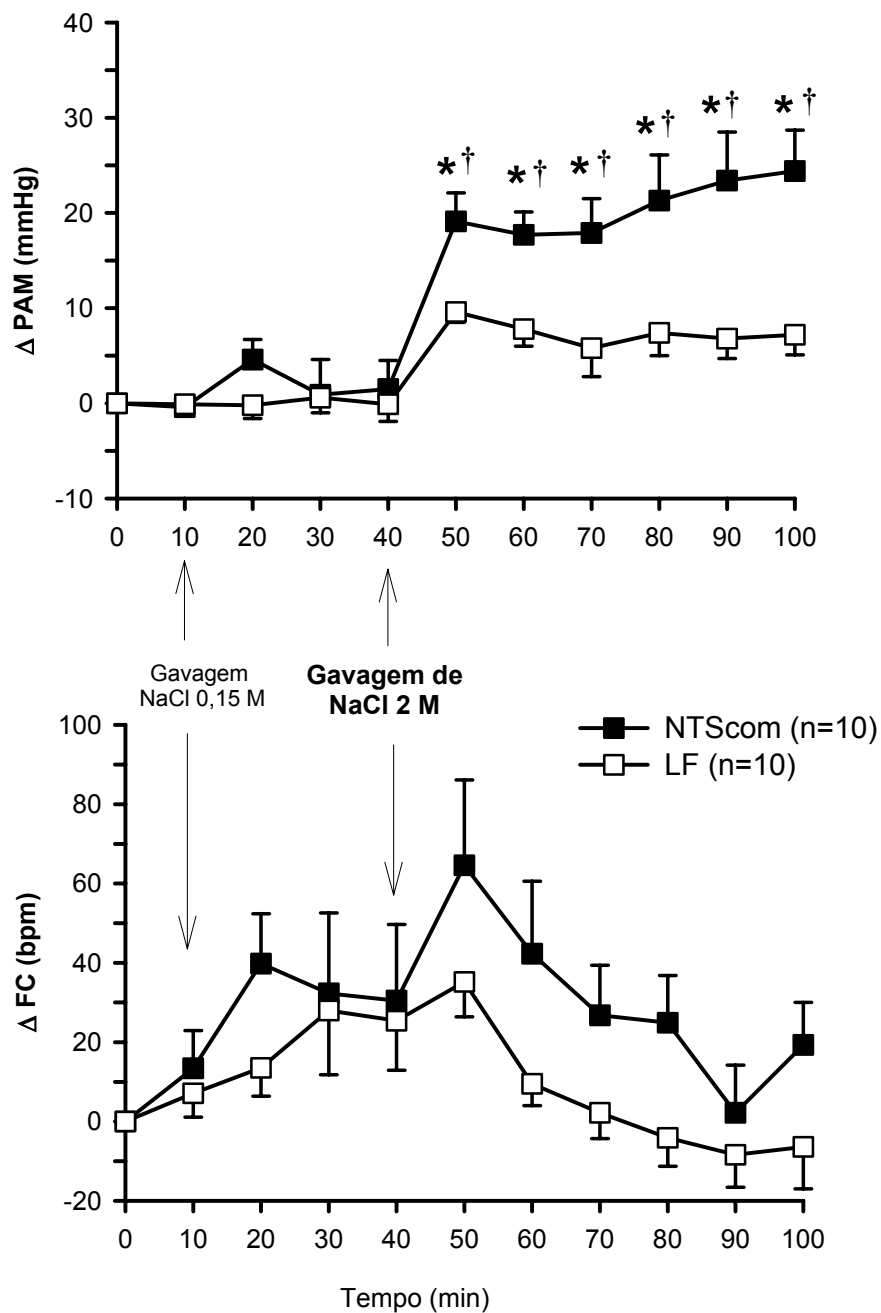 40
30
20
10
0
-10
Δ PAM (mmHg)
*† *† *† *† *† *†
0 10 20 30 40 50 60 70 80 90 100
Gavagem
NaCl 0,15 M
Gavagem de
NaCl 2 M
NTScom (n=10)
LF (n=10)
100
80
60
40
20
0
-20
Δ FC (bpm)
0 10 20 30 40 50 60 70 80 90 100
Tempo (min)